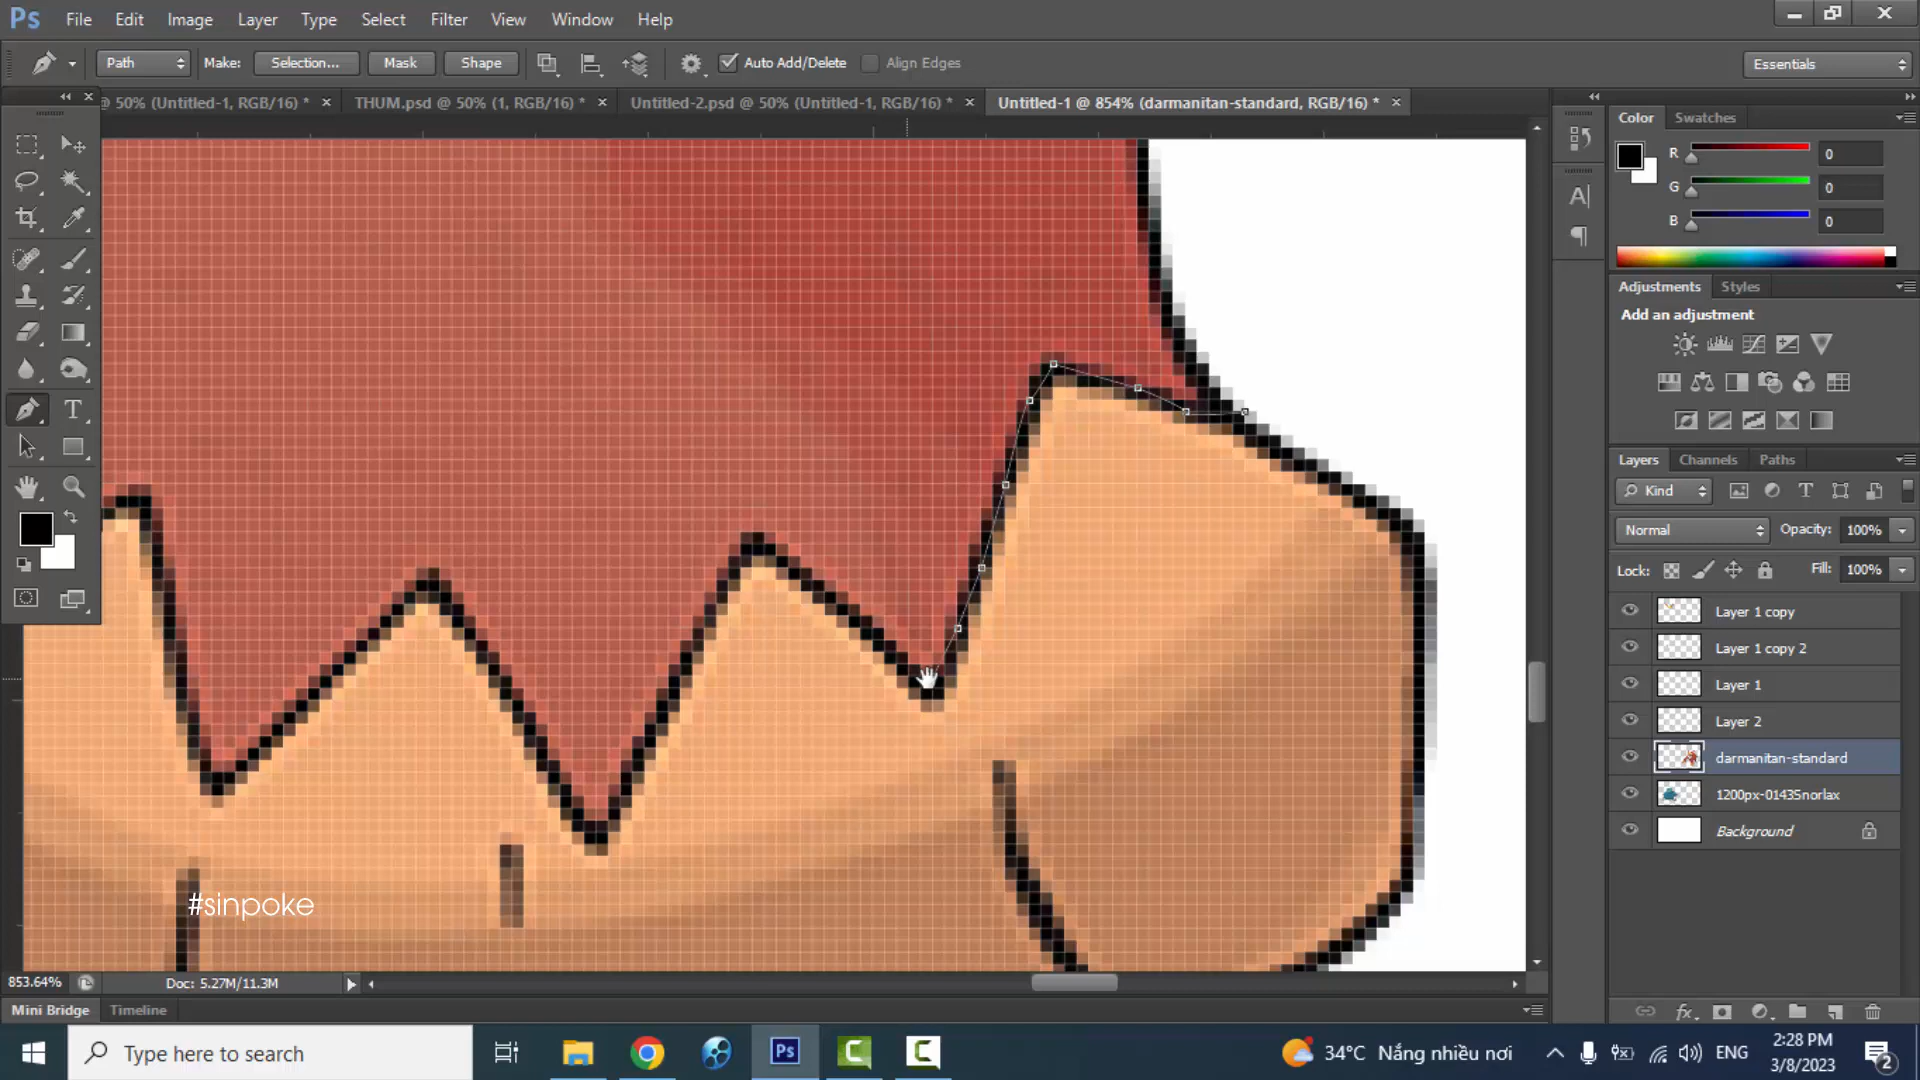 Ps File Edit Image Layer Type Select Filter View Window Help
Path Make: Selection... Mask Shape Auto Add/Delete Align Edges Essentials
@ 50% (Untitled-1, RGB/16) * THUM.psd @ 50% (1, RGB/16) * Untitled-2.psd @ 50% (Untitled-1, RGB/16) * Untitled-1 @ 854% (darmanitan-standard, RGB/16) *
Color Swatches
R 0
G 0
B 0
Adjustments Styles
Add an adjustment
Layers Channels Paths
Kind
Normal Opacity: 100%
Lock: Fill: 100%
Layer 1 copy
Layer 1 copy 2
Layer 1
Layer 2
darmanitan-standard
1200px-0143Snorlax
Background
#sinpoke
853.64% Doc: 5.27M/11.3M
Mini Bridge Timeline
Type here to search
Ps
34°C Nắng nhiều nơi
ENG
2:28 PM
3/8/2023
2